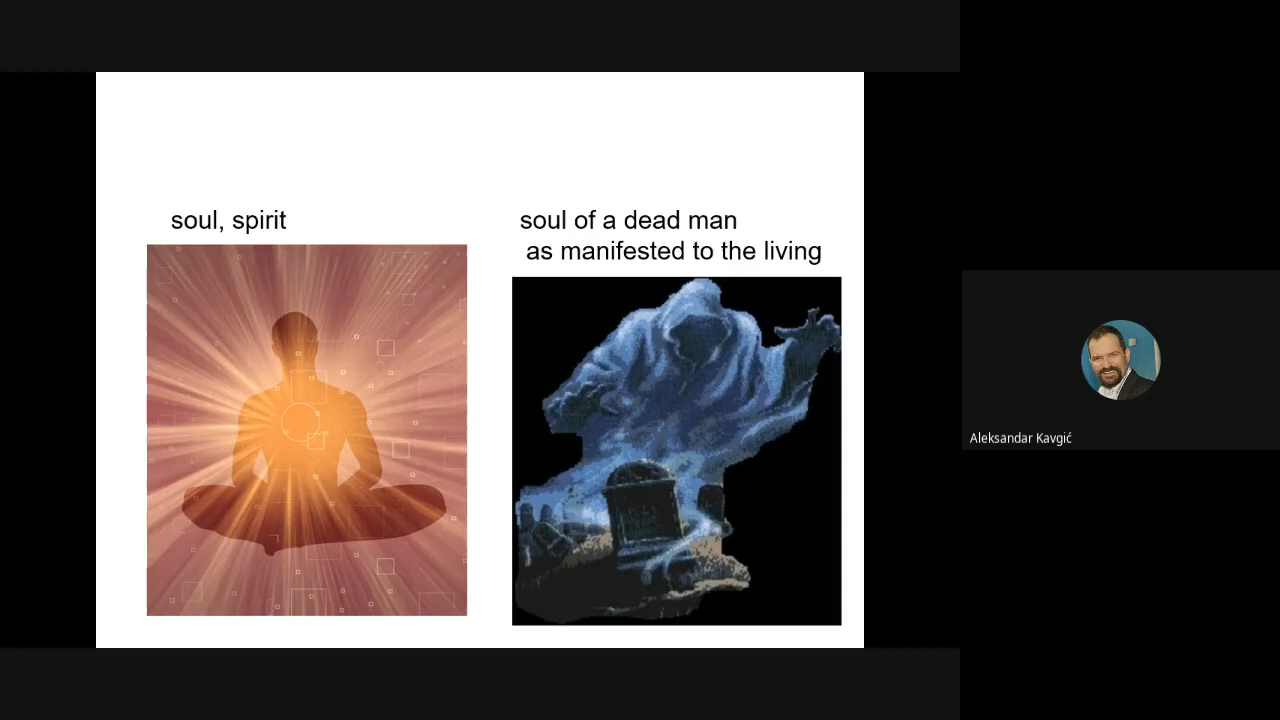 soul, spirit
soul of a dead man
as manifested to the living
Aleksandar Kavgić